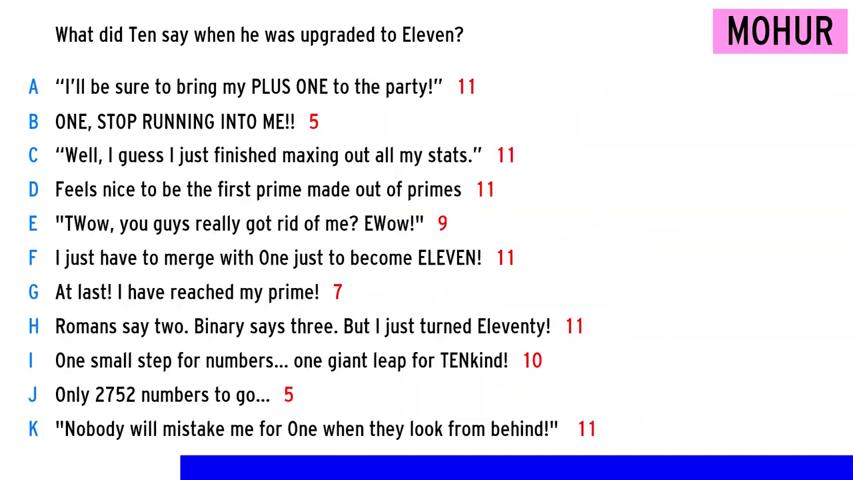 What did Ten say when he was upgraded to Eleven?
MOHUR
A “I'll be sure to bring my PLUS ONE to the party!” 11
B ONE, STOP RUNNING INTO ME!! 5
C “Well, I guess I just finished maxing out all my stats.” 11
D Feels nice to be the first prime made out of primes 11
E "TWow, you guys really got rid of me? EWow!" 9
F I just have to merge with One just to become ELEVEN! 11
G At last! I have reached my prime! 7
H Romans say two. Binary says three. But I just turned Eleventy! 11
I One small step for numbers... one giant leap for TENkind! 10
J Only 2752 numbers to go... 5
K "Nobody will mistake me for One when they look from behind!" 11